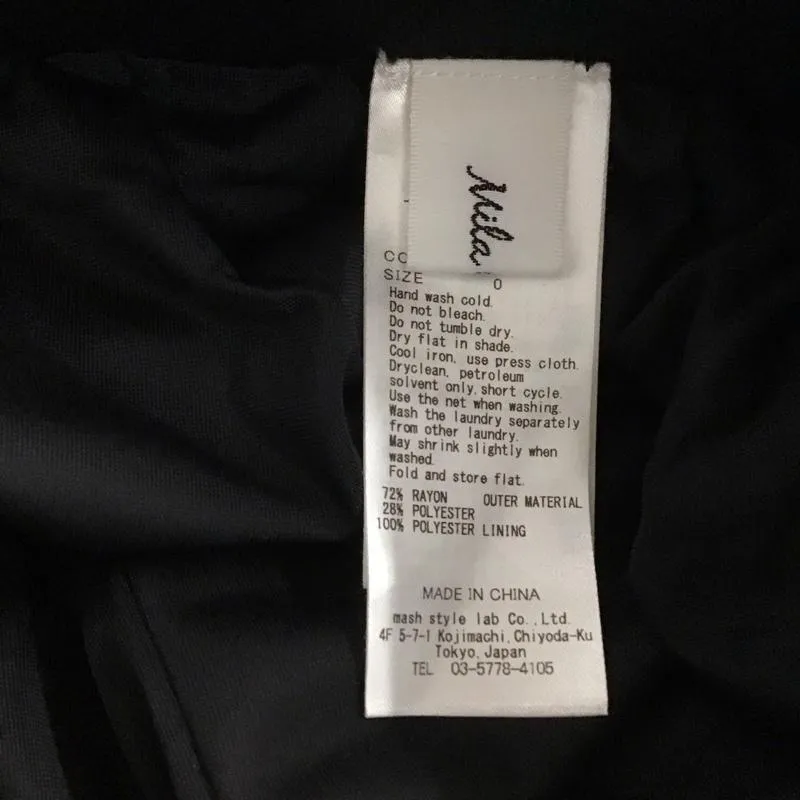 Mila
CO
SIZE 0
Hand wash cold.
Do not bleach.
Do not tumble dry.
Dry flat in shade.
Cool iron, use press cloth.
Dryclean, petroleum
solvent only, short cycle.
Use the net when washing.
Wash the laundry separately
from other laundry.
May shrink slightly when
washed.
Fold and store flat.
72% RAYON OUTER MATERIAL
28% POLYESTER
100% POLYESTER LINING
MADE IN CHINA
mash style lab Co.,Ltd.
4F 5-7-1 Kojimachi, Chiyoda-Ku
Tokyo, Japan
TEL 03-5778-4105